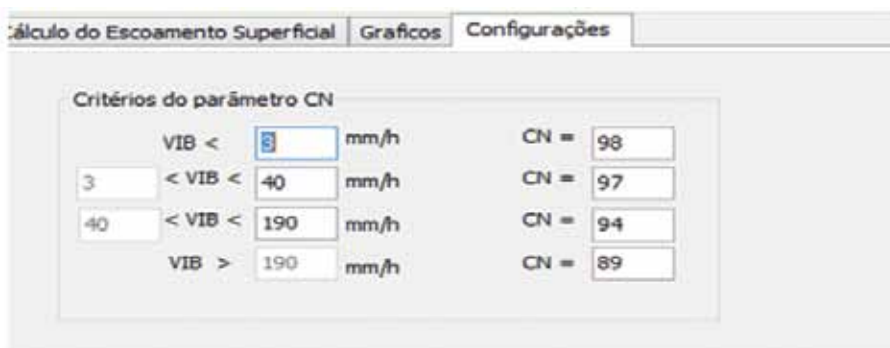 álculo do Escoamento Superficial Graficos Configurações
Critérios do parâmetro CN
VIB < 3 mm/h CN = 98
3 < VIB < 40 mm/h CN = 97
40 < VIB < 190 mm/h CN = 94
VIB > 190 mm/h CN = 89